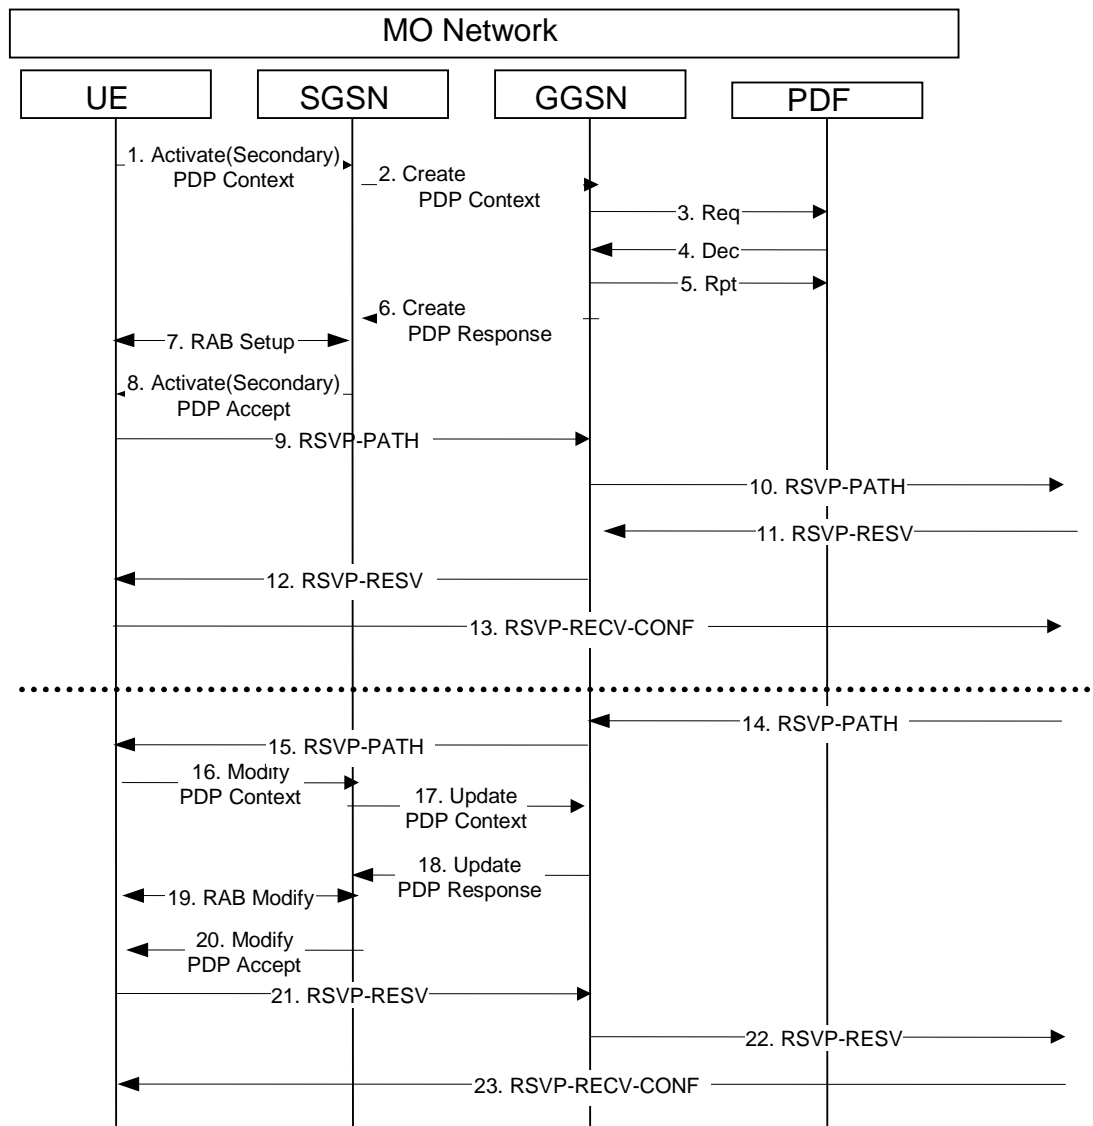 MO Network
UE
SGSN
GGSN
PDF
1. Activate(Secondary)
PDP Context
2. Create
PDP Context
3. Req
4. Dec
5. Rpt
6. Create
PDP Response
7. RAB Setup
8. Activate(Secondary)
PDP Accept
9. RSVP-PATH
10. RSVP-PATH
11. RSVP-RESV
12. RSVP-RESV
13. RSVP-RECV-CONF
14. RSVP-PATH
15. RSVP-PATH
16. Modify
PDP Context
17. Update
PDP Context
18. Update
PDP Response
19. RAB Modify
20. Modify
PDP Accept
21. RSVP-RESV
22. RSVP-RESV
23. RSVP-RECV-CONF